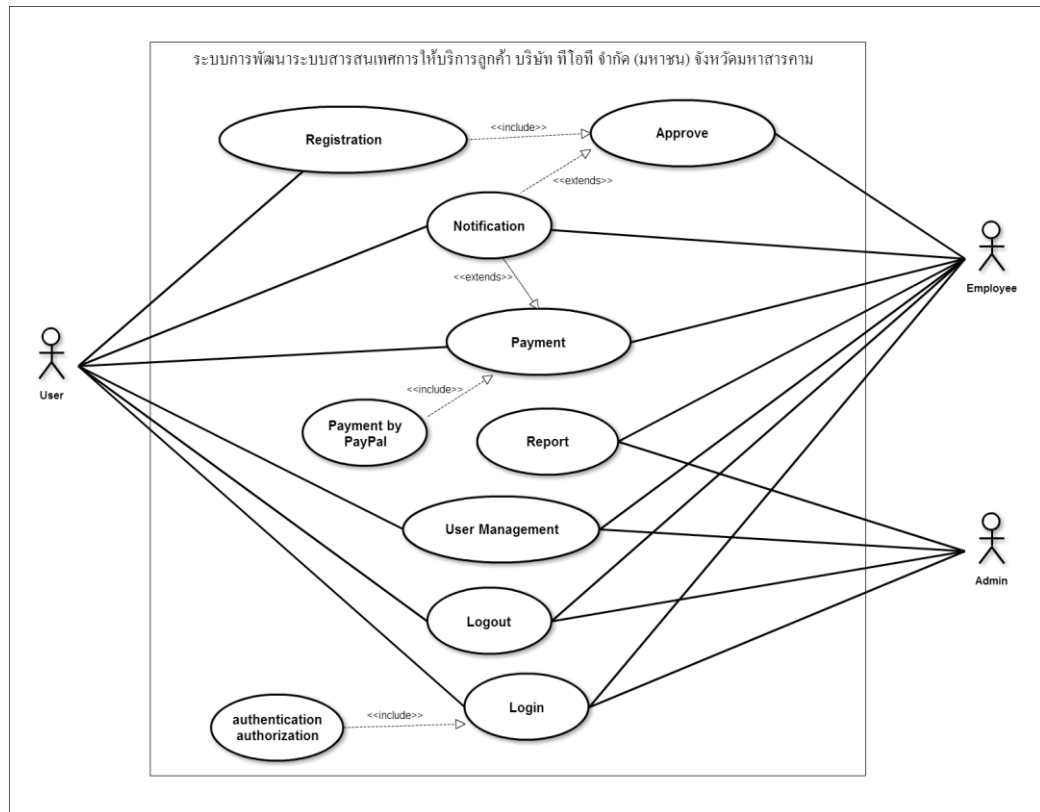 ระบบการพัฒนาระบบสารสนเทศการให้บริการลูกค้า บริษัท ทีโอที จำกัด (มหาชน) จังหวัดมหาสารคาม
Registration
<<include>>
Approve
<<extends>>
Notification
Employee
<<extends>>
Payment
User
<<include>>
Payment by
PayPal
Report
User Management
Admin
Logout
Login
authentication
authorization
<<include>>